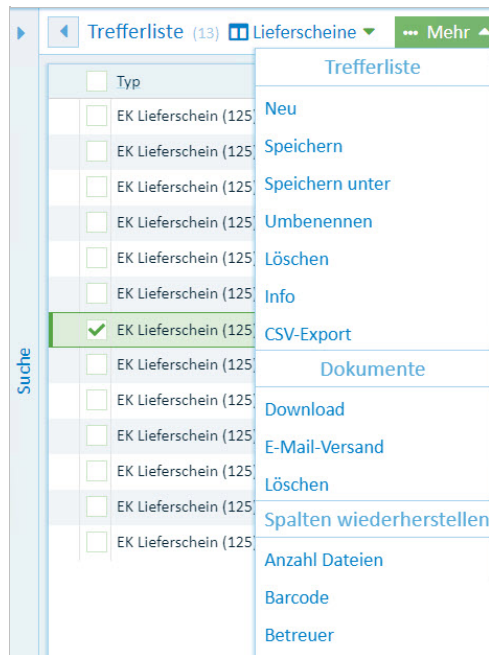 Trefferliste (13) Lieferscheine ••• Mehr
Typ
EK Lieferschein (125)
EK Lieferschein (125)
EK Lieferschein (125)
EK Lieferschein (125)
EK Lieferschein (125)
EK Lieferschein (125)
EK Lieferschein (125)
EK Lieferschein (125)
EK Lieferschein (125)
EK Lieferschein (125)
EK Lieferschein (125)
EK Lieferschein (125)
EK Lieferschein (125)
Suche
Trefferliste
Neu
Speichern
Speichern unter
Umbenennen
Löschen
Info
CSV-Export
Dokumente
Download
E-Mail-Versand
Löschen
Spalten wiederherstellen
Anzahl Dateien
Barcode
Betreuer